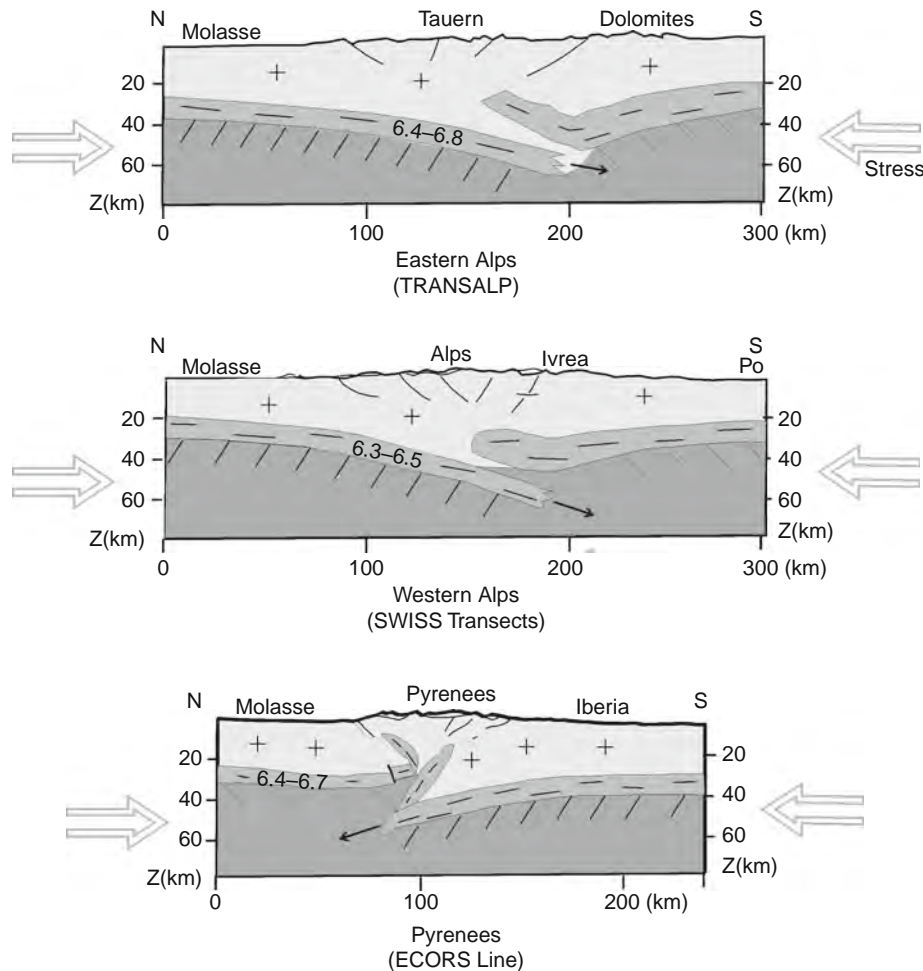 N Tauern Dolomites S
Molasse
+ + +
20 20
40 40
6.4–6.8
60 60
Stress
Z(km) Z(km)
0 100 200 300 (km)
Eastern Alps
(TRANSALP)
N Alps Ivrea S
Molasse Po
+ + +
20 20
40 40
6.3–6.5
60 60
Z(km) Z(km)
0 100 200 300 (km)
Western Alps
(SWISS Transects)
N Pyrenees S
Molasse Iberia
+ + + + +
20 20
6.4–6.7
40 40
60 60
Z(km) Z(km)
0 100 200 (km)
Pyrenees
(ECORS Line)